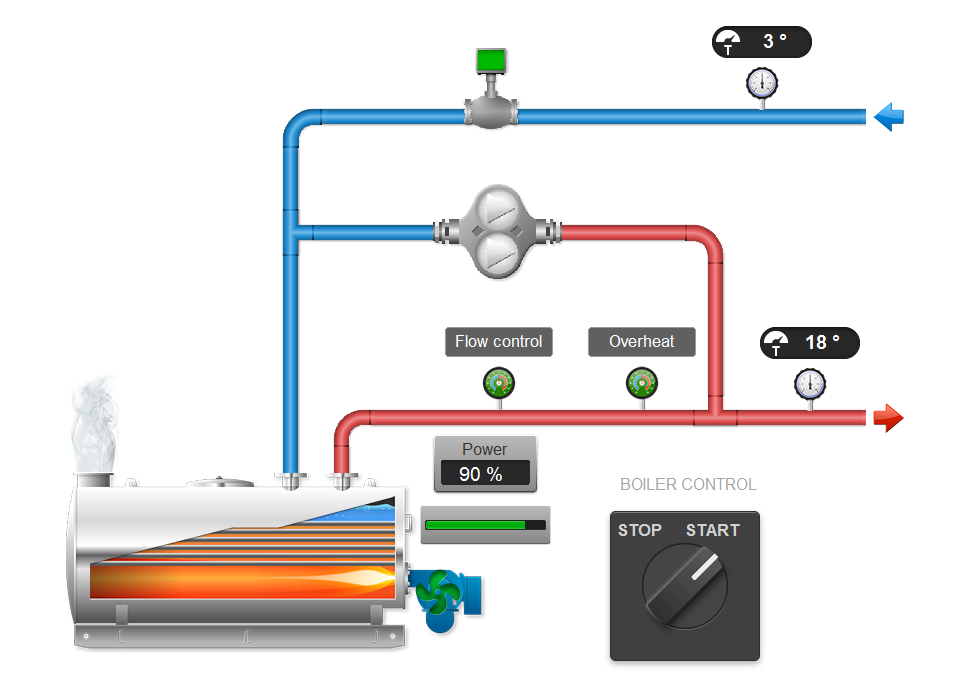 T 3 °
Flow control
Overheat
T 18 °
Power
90 %
BOILER CONTROL
STOP START